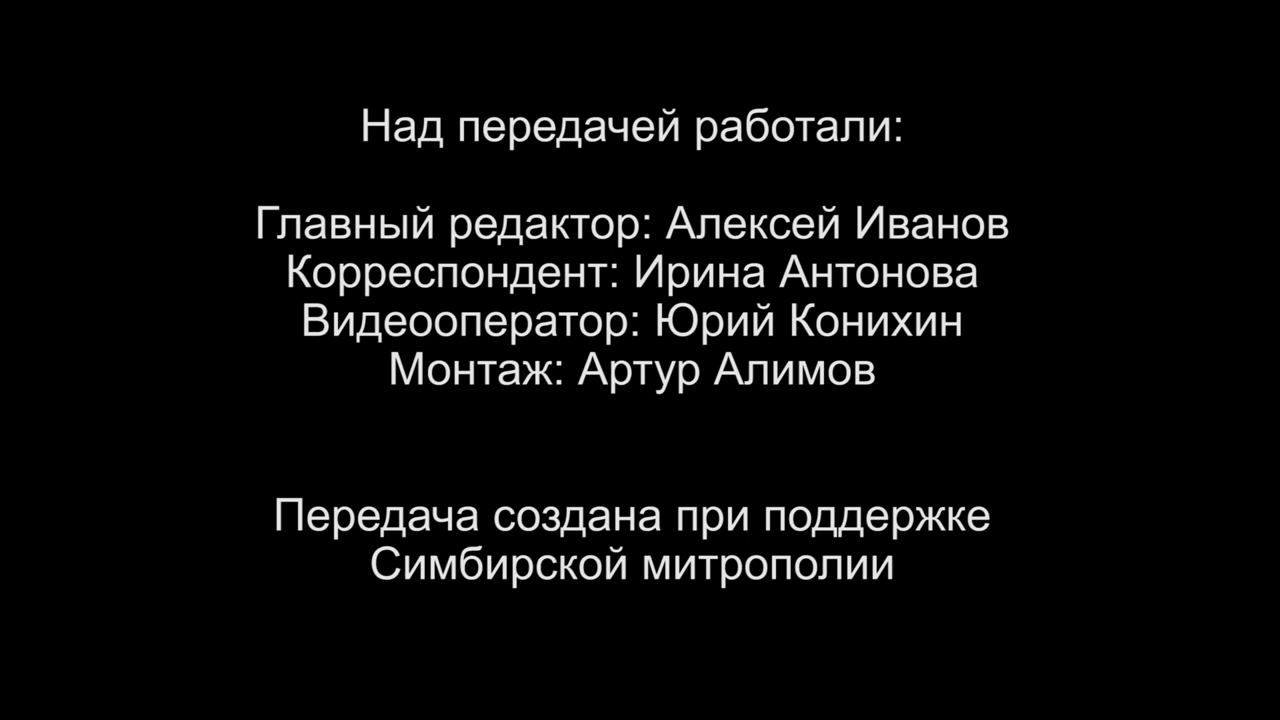 Над передачей работали:
Главный редактор: Алексей Иванов
Корреспондент: Ирина Антонова
Видеооператор: Юрий Конихин
Монтаж: Артур Алимов
Передача создана при поддержке
Симбирской митрополии